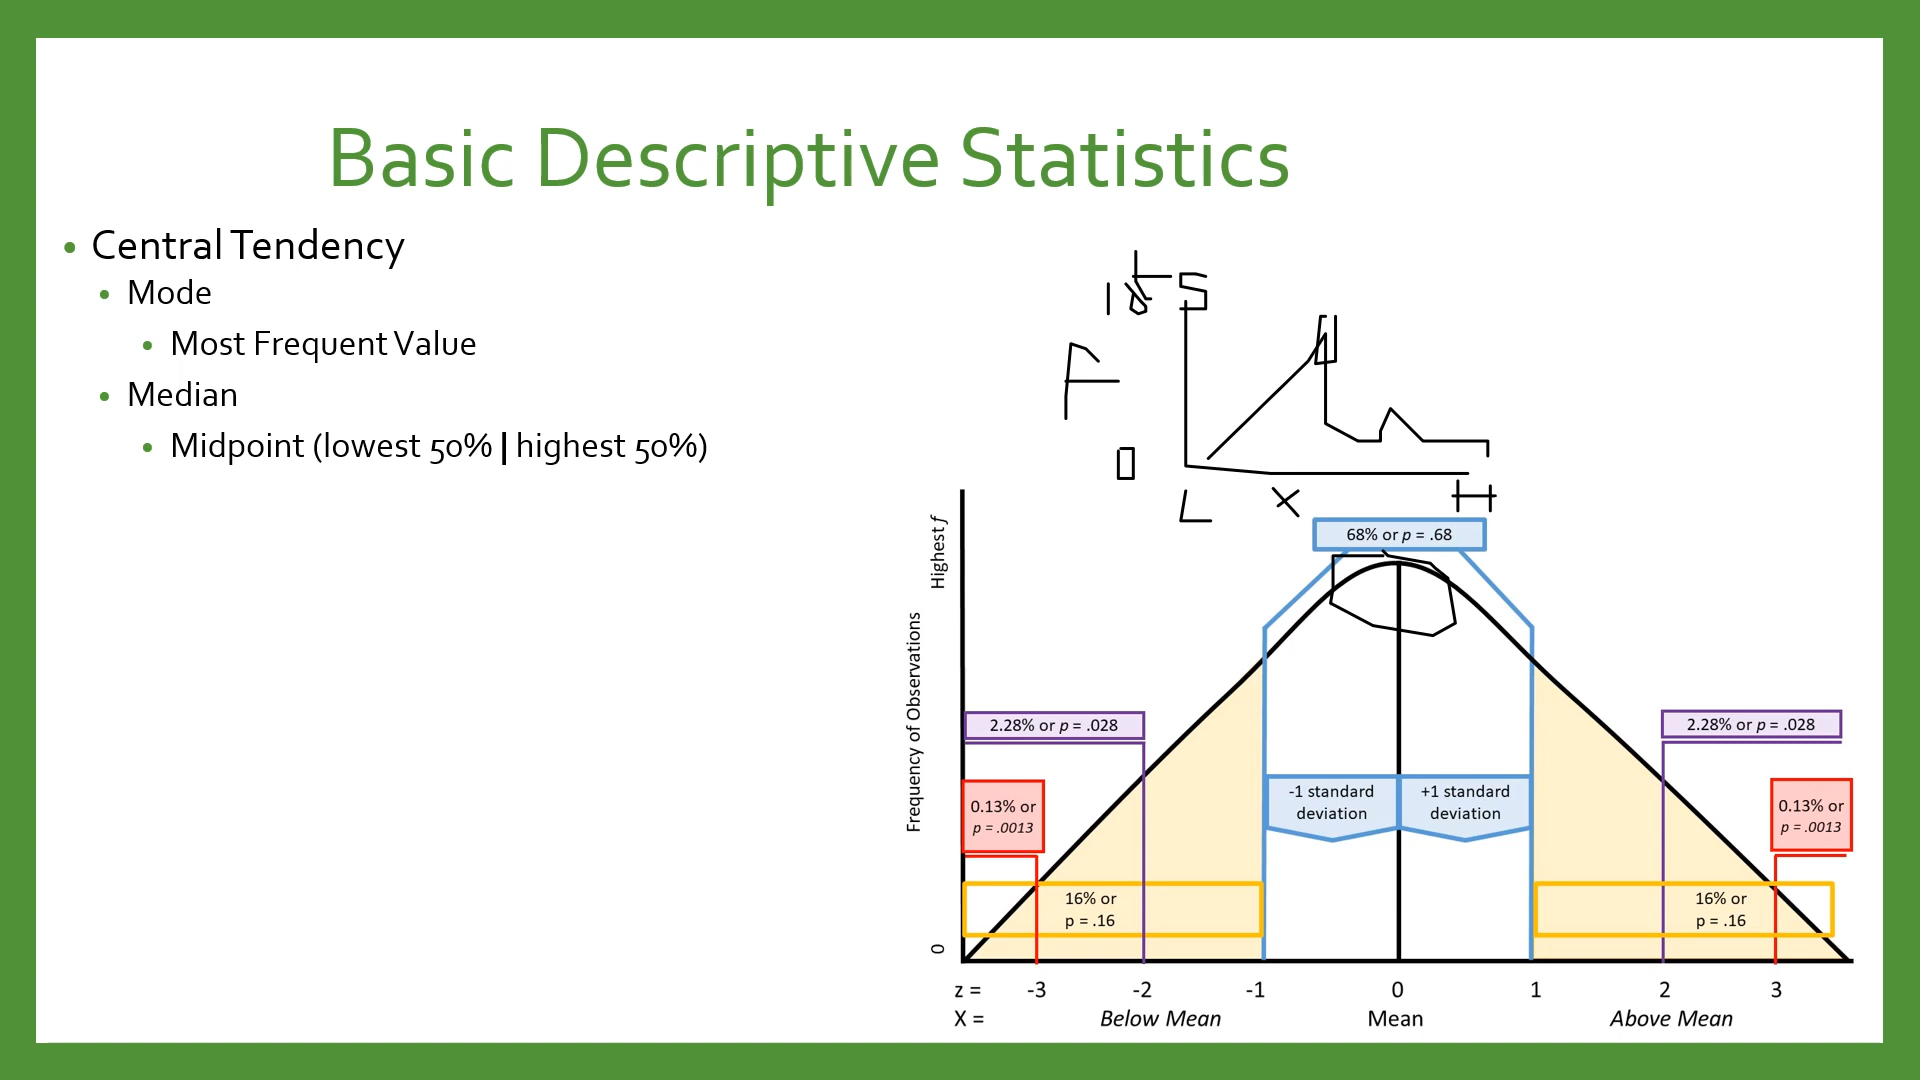 Basic Descriptive Statistics
• Central Tendency
• Mode
• Most Frequent Value
• Median
• Midpoint (lowest 50% | highest 50%)
F
0
L
X
H
68% or p = .68
Highest f
Frequency of Observations
0
2.28% or p = .028
2.28% or p = .028
-1 standard
deviation
+1 standard
deviation
0.13% or
p = .0013
0.13% or
p = .0013
16% or
p = .16
16% or
p = .16
z = -3 -2 -1 0 1 2 3
X = Below Mean Mean Above Mean